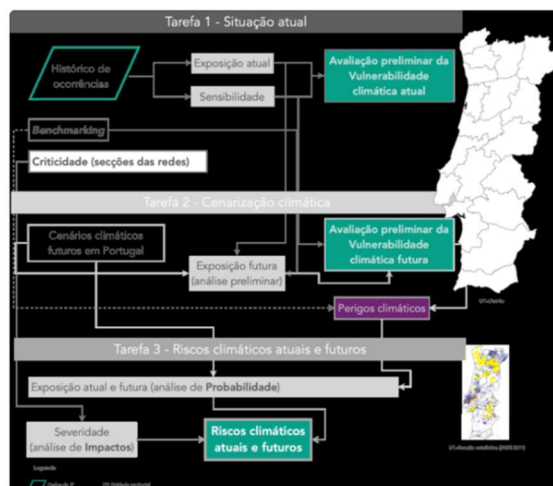 Tarefa 1 - Situação atual
Histórico de
ocorrências
Exposição atual
Sensibilidade
Avaliação preliminar da
Vulnerabilidade
climática atual
Benchmarking
Criticidade (secções das redes)
Tarefa 2 - Cenarização climática
Cenários climáticos
futuros em Portugal
Exposição futura
(análise preliminar)
Avaliação preliminar da
Vulnerabilidade
climática futura
UT=Distrito
Perigos climáticos
Tarefa 3 - Riscos climáticos atuais e futuros
Exposição atual e futura (análise de Probabilidade)
Severidade
(análise de Impactos)
Riscos climáticos
atuais e futuros
Legenda: